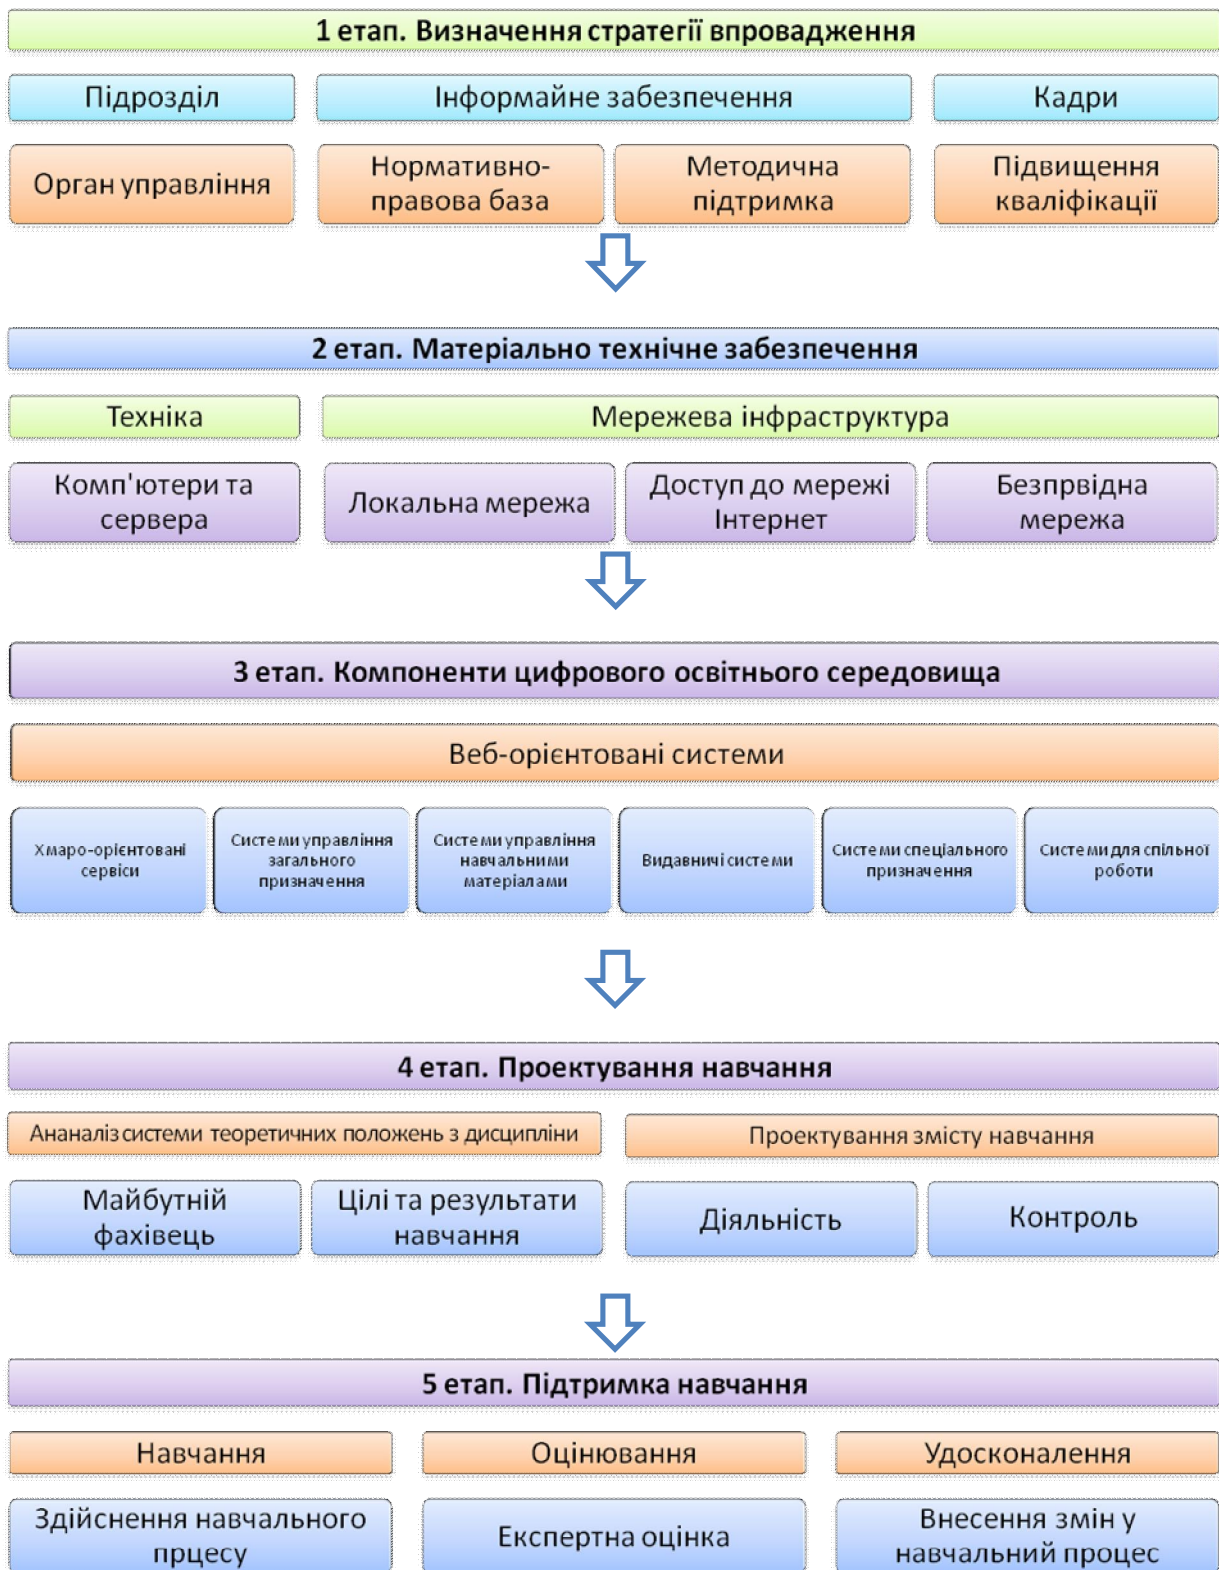 1 етап. Визначення стратегії впровадження
Підрозділ
Інформайне забезпечення
Кадри
Орган управління
Нормативно-
правова база
Методична
підтримка
Підвищення
кваліфікації
2 етап. Матеріально технічне забезпечення
Техніка
Мережева інфраструктура
Комп'ютери та
сервера
Локальна мережа
Доступ до мережі
Інтернет
Безпрвідна
мережа
3 етап. Компоненти цифрового освітнього середовища
Веб-орієнтовані системи
Хмаро-орієнтовані
сервіси
Системи управління
загального
призначення
Системи управління
навчальними
матеріалами
Видавничі системи
Системи спеціального
призначення
Системи для спільної
роботи
4 етап. Проектування навчання
Ананаліз системи теоретичних положень з дисципліни
Проектування змісту навчання
Майбутній
фахівець
Цілі та результати
навчання
Діяльність
Контроль
5 етап. Підтримка навчання
Навчання
Оцінювання
Удосконалення
Здійснення навчального
прцесу
Експертна оцінка
Внесення змін у
навчальний процес